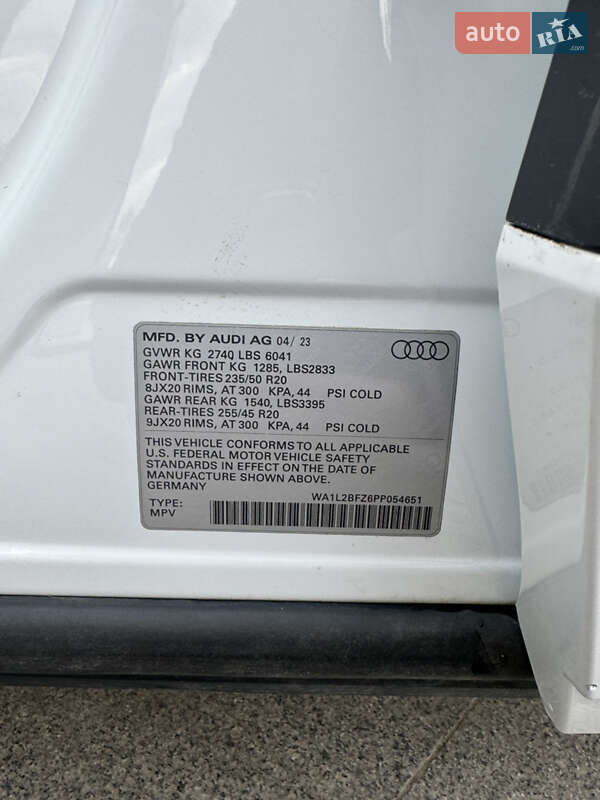 auto RIA .com
MFD. BY AUDI AG 04/ 23
GVWR KG 2740 LBS 6041
GAWR FRONT KG 1285, LBS2833
FRONT-TIRES 235/50 R20
8JX20 RIMS, AT 300 KPA, 44 PSI COLD
GAWR REAR KG 1540, LBS3395
REAR-TIRES 255/45 R20
9JX20 RIMS, AT 300 KPA, 44 PSI COLD
THIS VEHICLE CONFORMS TO ALL APPLICABLE
U.S. FEDERAL MOTOR VEHICLE SAFETY
STANDARDS IN EFFECT ON THE DATE OF
MANUFACTURE SHOWN ABOVE.
GERMANY WA1L2BFZ6PP054651
TYPE:
MPV